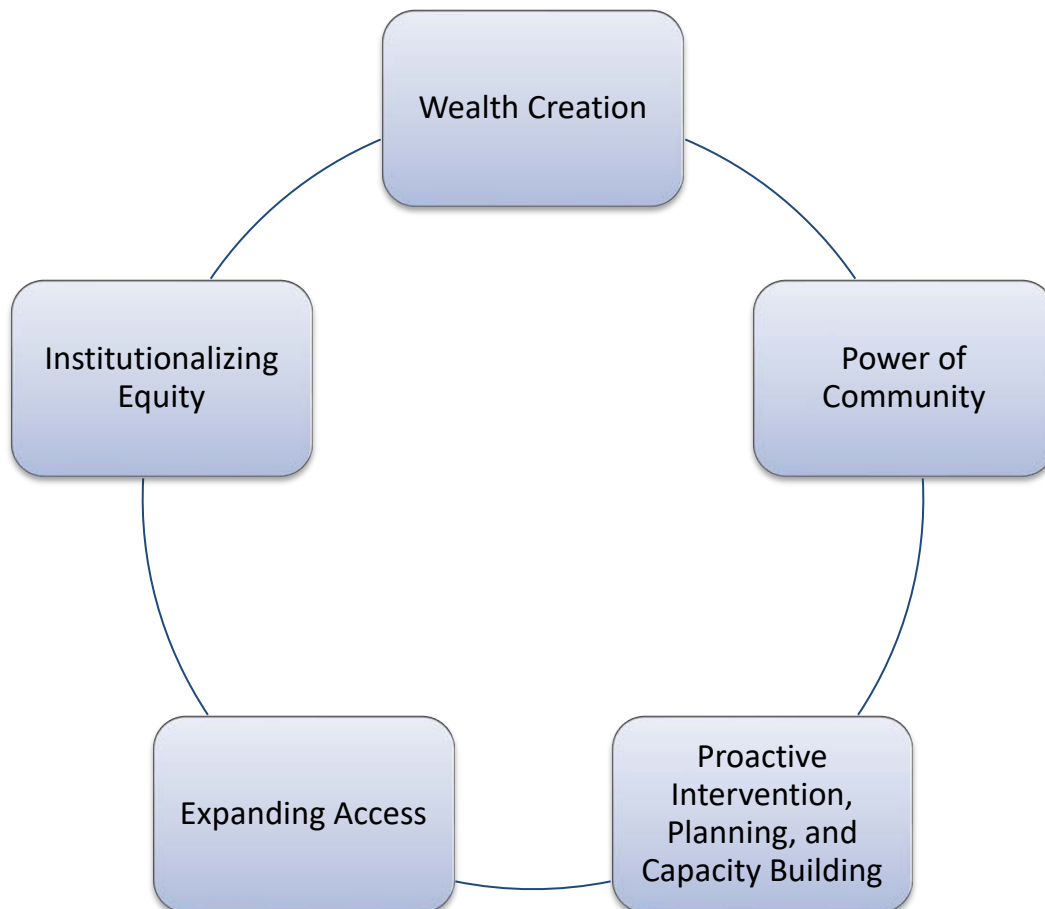 Wealth Creation
Power of
Community
Proactive
Intervention,
Planning, and
Capacity Building
Expanding Access
Institutionalizing
Equity